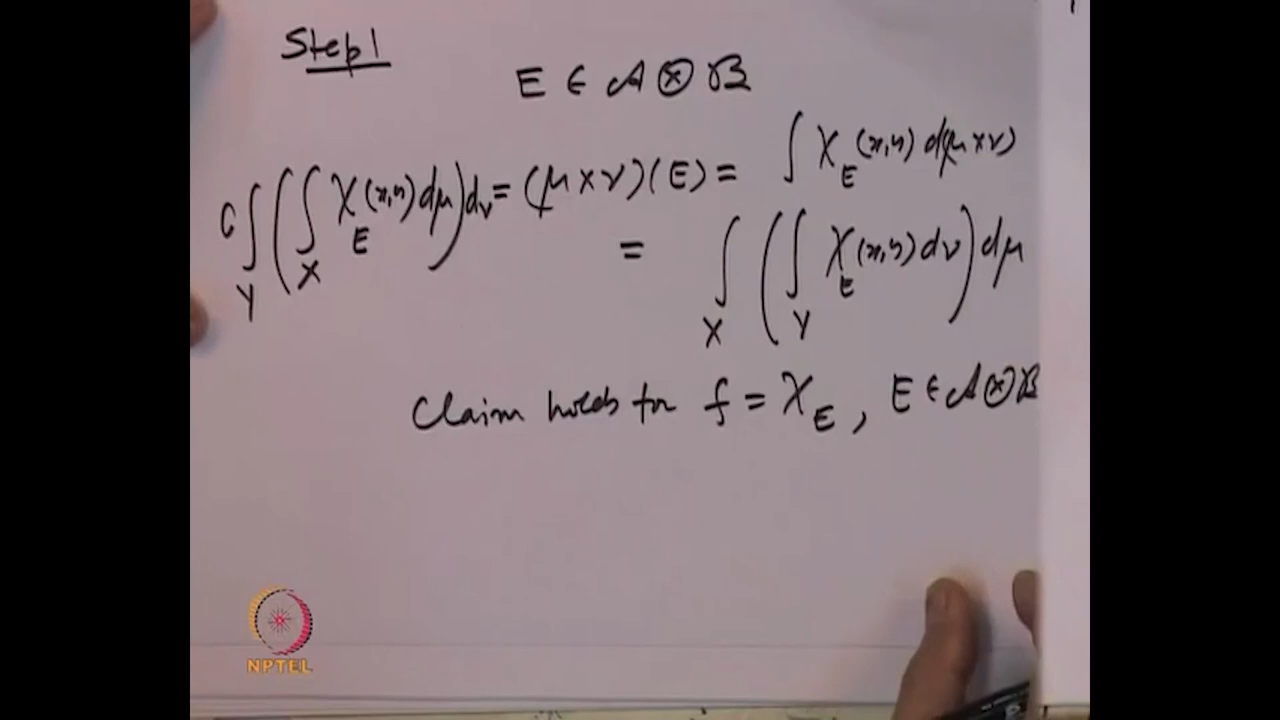 Step 1
E ∈ A ⊗ B
∫_Y (∫_X χ_E(x,y) dμ) dν = (μ×ν)(E) = ∫ χ_E(x,y) d(μ×ν)
= ∫_X (∫_Y χ_E(x,y) dν) dμ
Claim holds for f = χ_E, E ∈ A ⊗ B
NPTEL